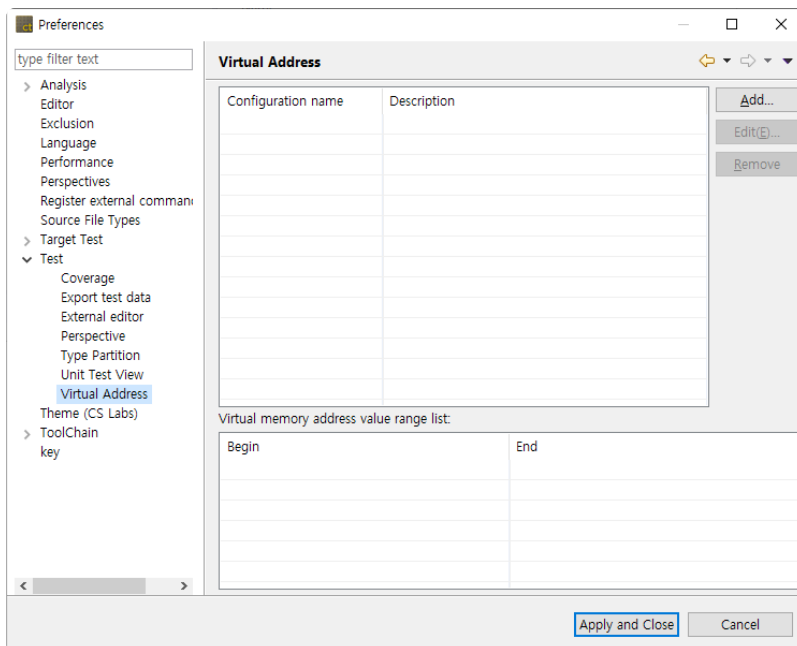 ct Preferences
type filter text
Virtual Address
Analysis
Editor
Exclusion
Language
Performance
Perspectives
Register external comman
Source File Types
Target Test
Test
Coverage
Export test data
External editor
Perspective
Type Partition
Unit Test View
Virtual Address
Theme (CS Labs)
ToolChain
key
Configuration name Description
Add...
Edit(E)...
Remove
Virtual memory address value range list:
Begin End
Apply and Close Cancel